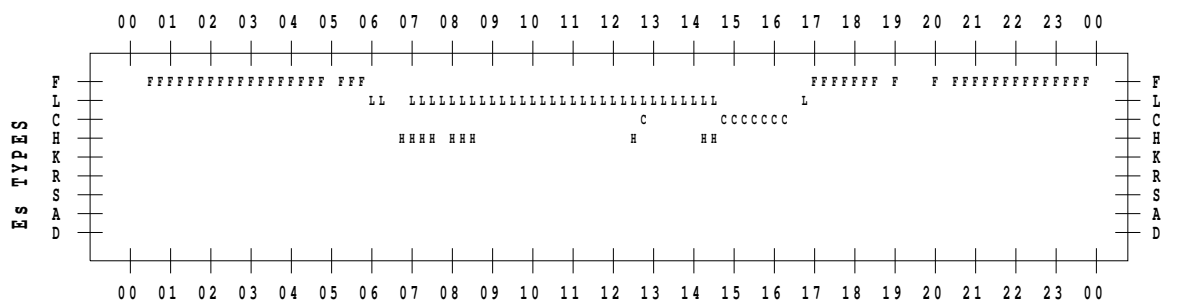 00 01 02 03 04 05 06 07 08 09 10 11 12 13 14 15 16 17 18 19 20 21 22 23 00
F FFFFFFFFFFFFFFFFFF FFF FFFFFFF F F FFFFFFFFFFFFFF F
L LL LLLLLLLLLLLLLLLLLLLLLLLLLLLLLLL L L
C C CCCCCCC C
H HHHH HHH H HH H
K K
R R
S S
A A
D D
Es TYPES
00 01 02 03 04 05 06 07 08 09 10 11 12 13 14 15 16 17 18 19 20 21 22 23 00